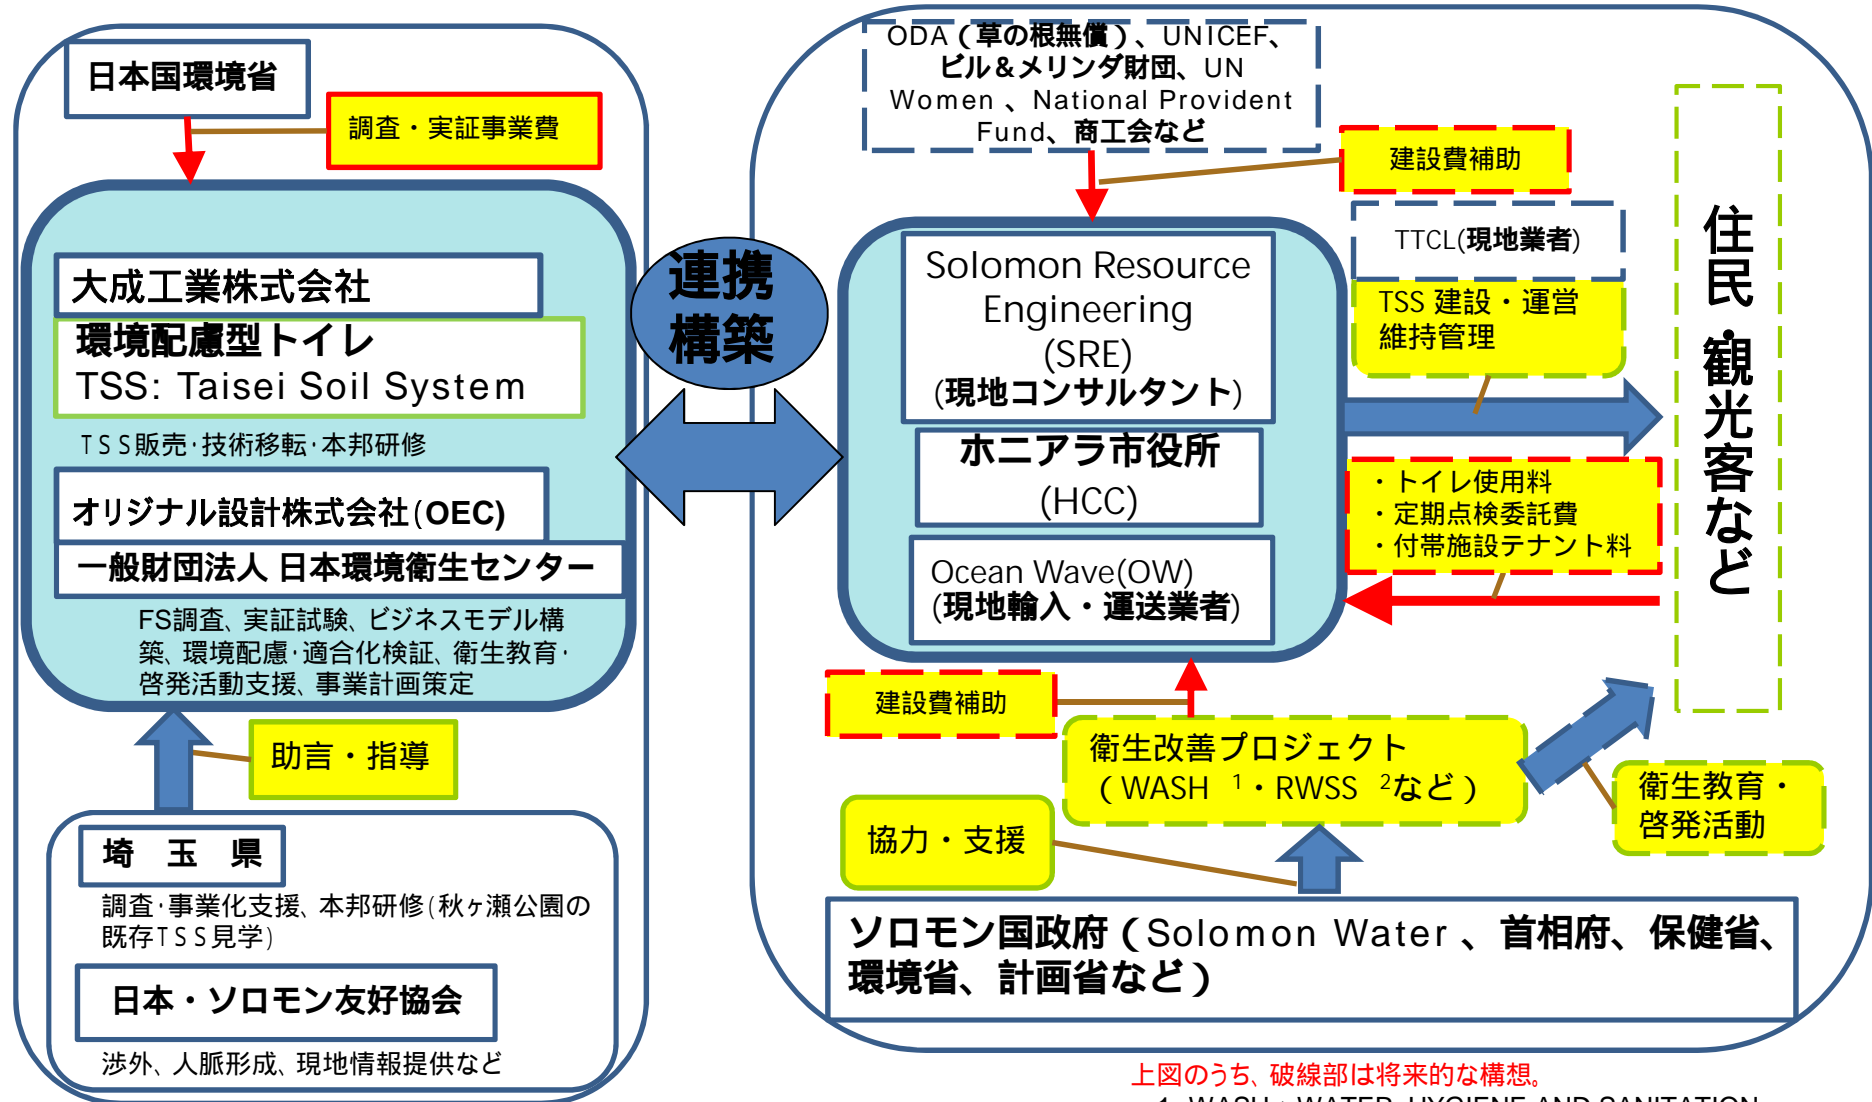 日本国環境省
調査・実証事業費
大成工業株式会社
環境配慮型トイレ
TSS: Taisei Soil System
TSS販売･技術移転･本邦研修
オリジナル設計株式会社(OEC)
一般財団法人 日本環境衛生センター
FS調査、実証試験、ビジネスモデル構
築、環境配慮･適合化検証、衛生教育･
啓発活動支援、事業計画策定
助言・指導
埼 玉 県
調査･事業化支援、本邦研修(秋ヶ瀬公園の
既存TSS見学)
日本・ソロモン友好協会
渉外、人脈形成、現地情報提供など
連携
構築
ODA（草の根無償）、UNICEF、
ビル＆メリンダ財団、UN
Women 、National Provident
Fund、商工会など
建設費補助
Solomon Resource
Engineering
(SRE)
(現地コンサルタント)
ホニアラ市役所
(HCC)
Ocean Wave(OW)
(現地輸入・運送業者)
TTCL(現地業者)
TSS 建設・運営
維持管理
・トイレ使用料
・定期点検委託費
・付帯施設テナント料
住民・観光客など
建設費補助
衛生改善プロジェクト
（WASH 1・RWSS 2など）
衛生教育・
啓発活動
協力・支援
ソロモン国政府（Solomon Water 、首相府、保健省、
環境省、計画省など）
上図のうち、破線部は将来的な構想。
1 WASH：WATER, HYGIENE AND SANITATION